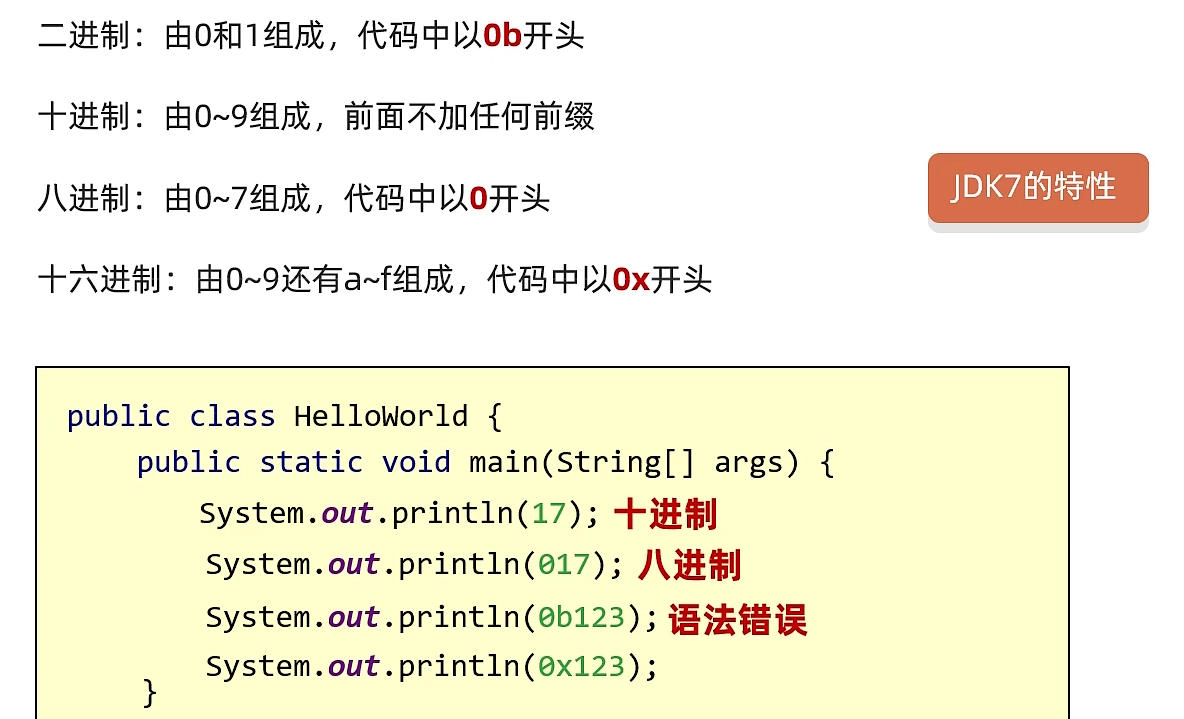 二进制：由0和1组成，代码中以0b开头
十进制：由0~9组成，前面不加任何前缀
八进制：由0~7组成，代码中以0开头
JDK7的特性
十六进制：由0~9还有a~f组成，代码中以0x开头
public class HelloWorld {
public static void main(String[] args) {
System.out.println(17); 十进制
System.out.println(017); 八进制
System.out.println(0b123); 语法错误
System.out.println(0x123);
}